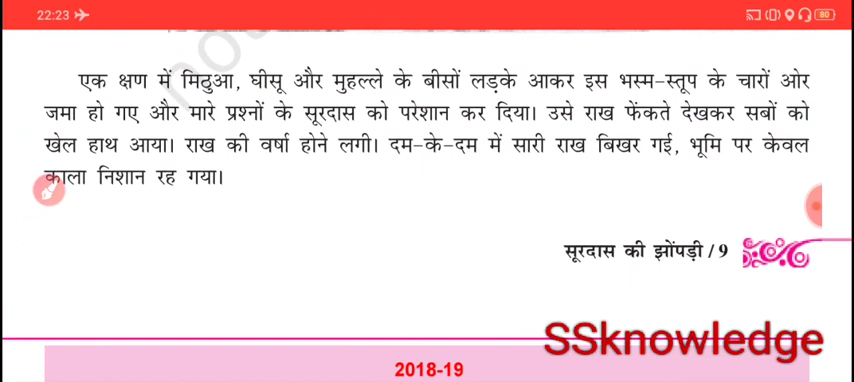 22:23
80
एक क्षण में मिठुआ, घीसू और मुहल्ले के बीसों लड़के आकर इस भस्म-स्तूप के चारों ओर
जमा हो गए और मारे प्रश्नों के सूरदास को परेशान कर दिया। उसे राख फेंकते देखकर सबों को
खेल हाथ आया। राख की वर्षा होने लगी। दम-के-दम में सारी राख बिखर गई, भूमि पर केवल
काला निशान रह गया।
सूरदास की झोंपड़ी/9
SSknowledge
2018-19